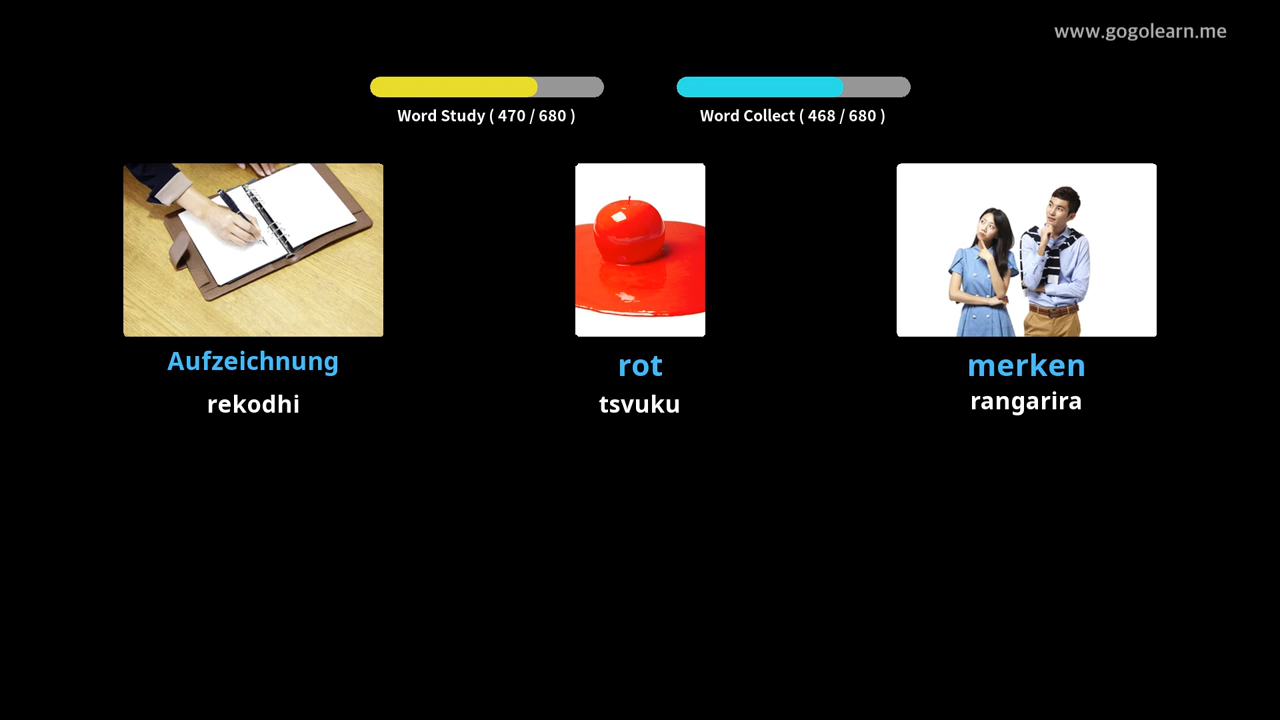 www.gogolearn.me
Word Study ( 470 / 680 )
Word Collect ( 468 / 680 )
Aufzeichnung
rekodhi
rot
tsvuku
merken
rangarira